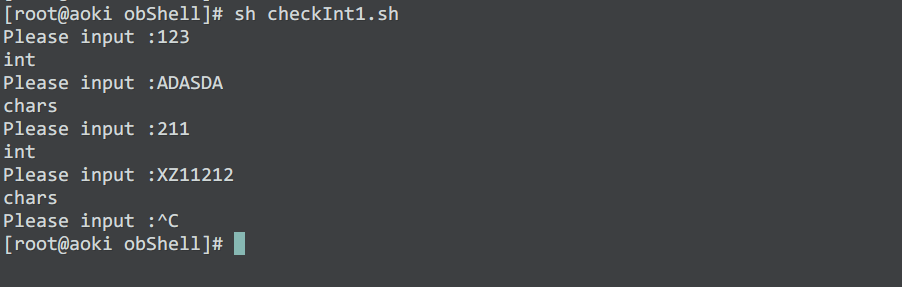 [root@aoki obShell]# sh checkInt1.sh
Please input :123
int
Please input :ADASDA
chars
Please input :211
int
Please input :XZ11212
chars
Please input :^C
[root@aoki obShell]#